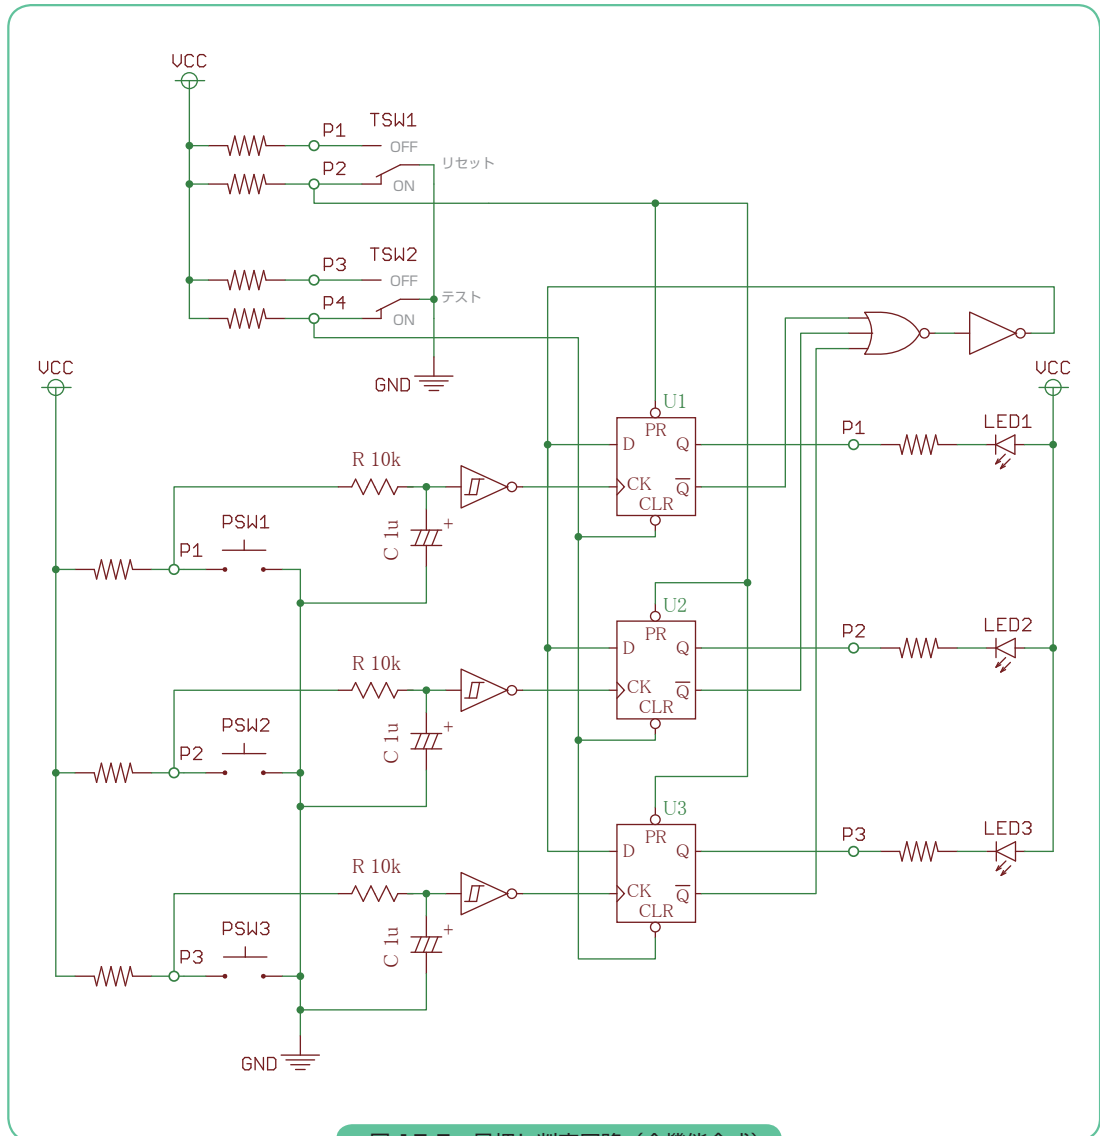 VCC
P1
TSW1
OFF
P2
リセット
ON
P3
TSW2
OFF
P4
テスト
ON
GND
VCC
VCC
U1
PR
D
Q
CK
Q
CLR
P1
LED1
R 10k
C 1u
+
PSW1
P1
U2
PR
D
Q
CK
Q
CLR
P2
LED2
R 10k
C 1u
+
PSW2
P2
U3
PR
D
Q
CK
Q
CLR
P3
LED3
R 10k
C 1u
+
PSW3
P3
GND